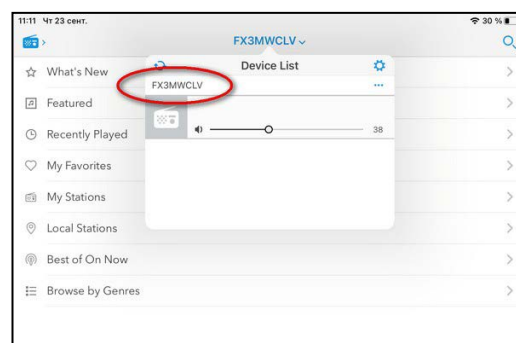 11:11 Чт 23 сент. 30 %
FX3MWCLV
Device List
What's New
FX3MWCLV
Featured
38
Recently Played
My Favorites
My Stations
Local Stations
Best of On Now
Browse by Genres